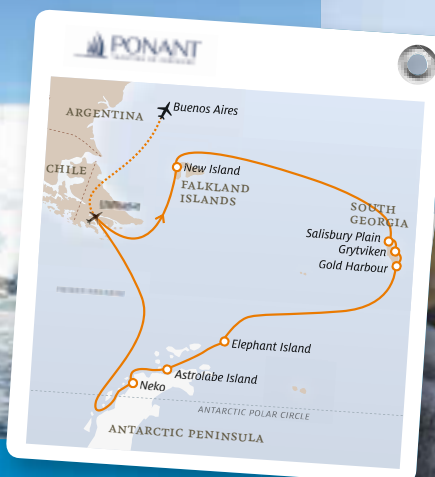 PONANT
ARGENTINA
Buenos Aires
CHILE
New Island
FALKLAND
ISLANDS
SOUTH
GEORGIA
Salisbury Plain
Grytviken
Gold Harbour
Elephant Island
Astrolabe Island
Neko
ANTARCTIC POLAR CIRCLE
ANTARCTIC PENINSULA